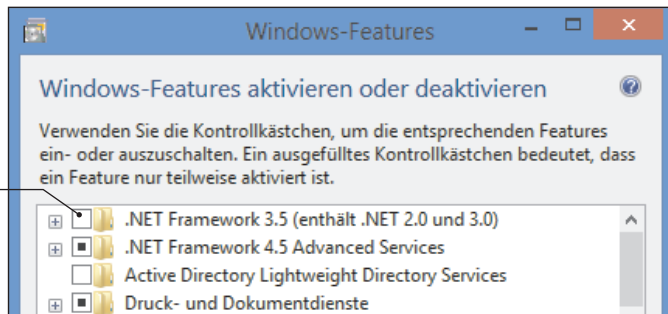 Windows-Features
Windows-Features aktivieren oder deaktivieren
Verwenden Sie die Kontrollkästchen, um die entsprechenden Features
ein- oder auszuschalten. Ein ausgefülltes Kontrollkästchen bedeutet, dass
ein Feature nur teilweise aktiviert ist.
.NET Framework 3.5 (enthält .NET 2.0 und 3.0)
.NET Framework 4.5 Advanced Services
Active Directory Lightweight Directory Services
Druck- und Dokumentdienste